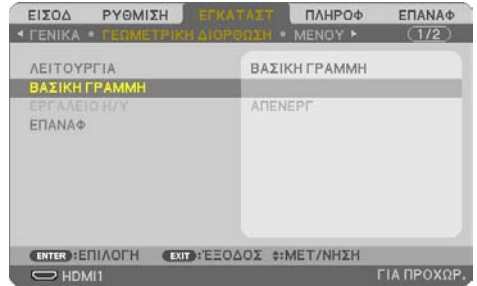 ΕΙΣΟΔ ΡΥΘΜΙΣΗ ΕΓΚΑΤΑΣΤ ΠΛΗΡΟΦ ΕΠΑΝΑΦ
◂ ΓΕΝΙΚΑ • ΓΕΩΜΕΤΡΙΚΗ ΔΙΟΡΘΩΣΗ • ΜΕΝΟΥ ▸ (1/2)
ΛΕΙΤΟΥΡΓΙΑ ΒΑΣΙΚΗ ΓΡΑΜΜΗ
ΒΑΣΙΚΗ ΓΡΑΜΜΗ
ΕΡΓΑΛΕΙΟ Η/Υ ΑΠΕΝΕΡΓ
ΕΠΑΝΑΦ
ENTER :ΕΠΙΛΟΓΗ EXIT :ΈΞΟΔΟΣ ▴▾:ΜΕΤ/ΝΗΣΗ
HDMI1 ΓΙΑ ΠΡΟΧΩΡ.